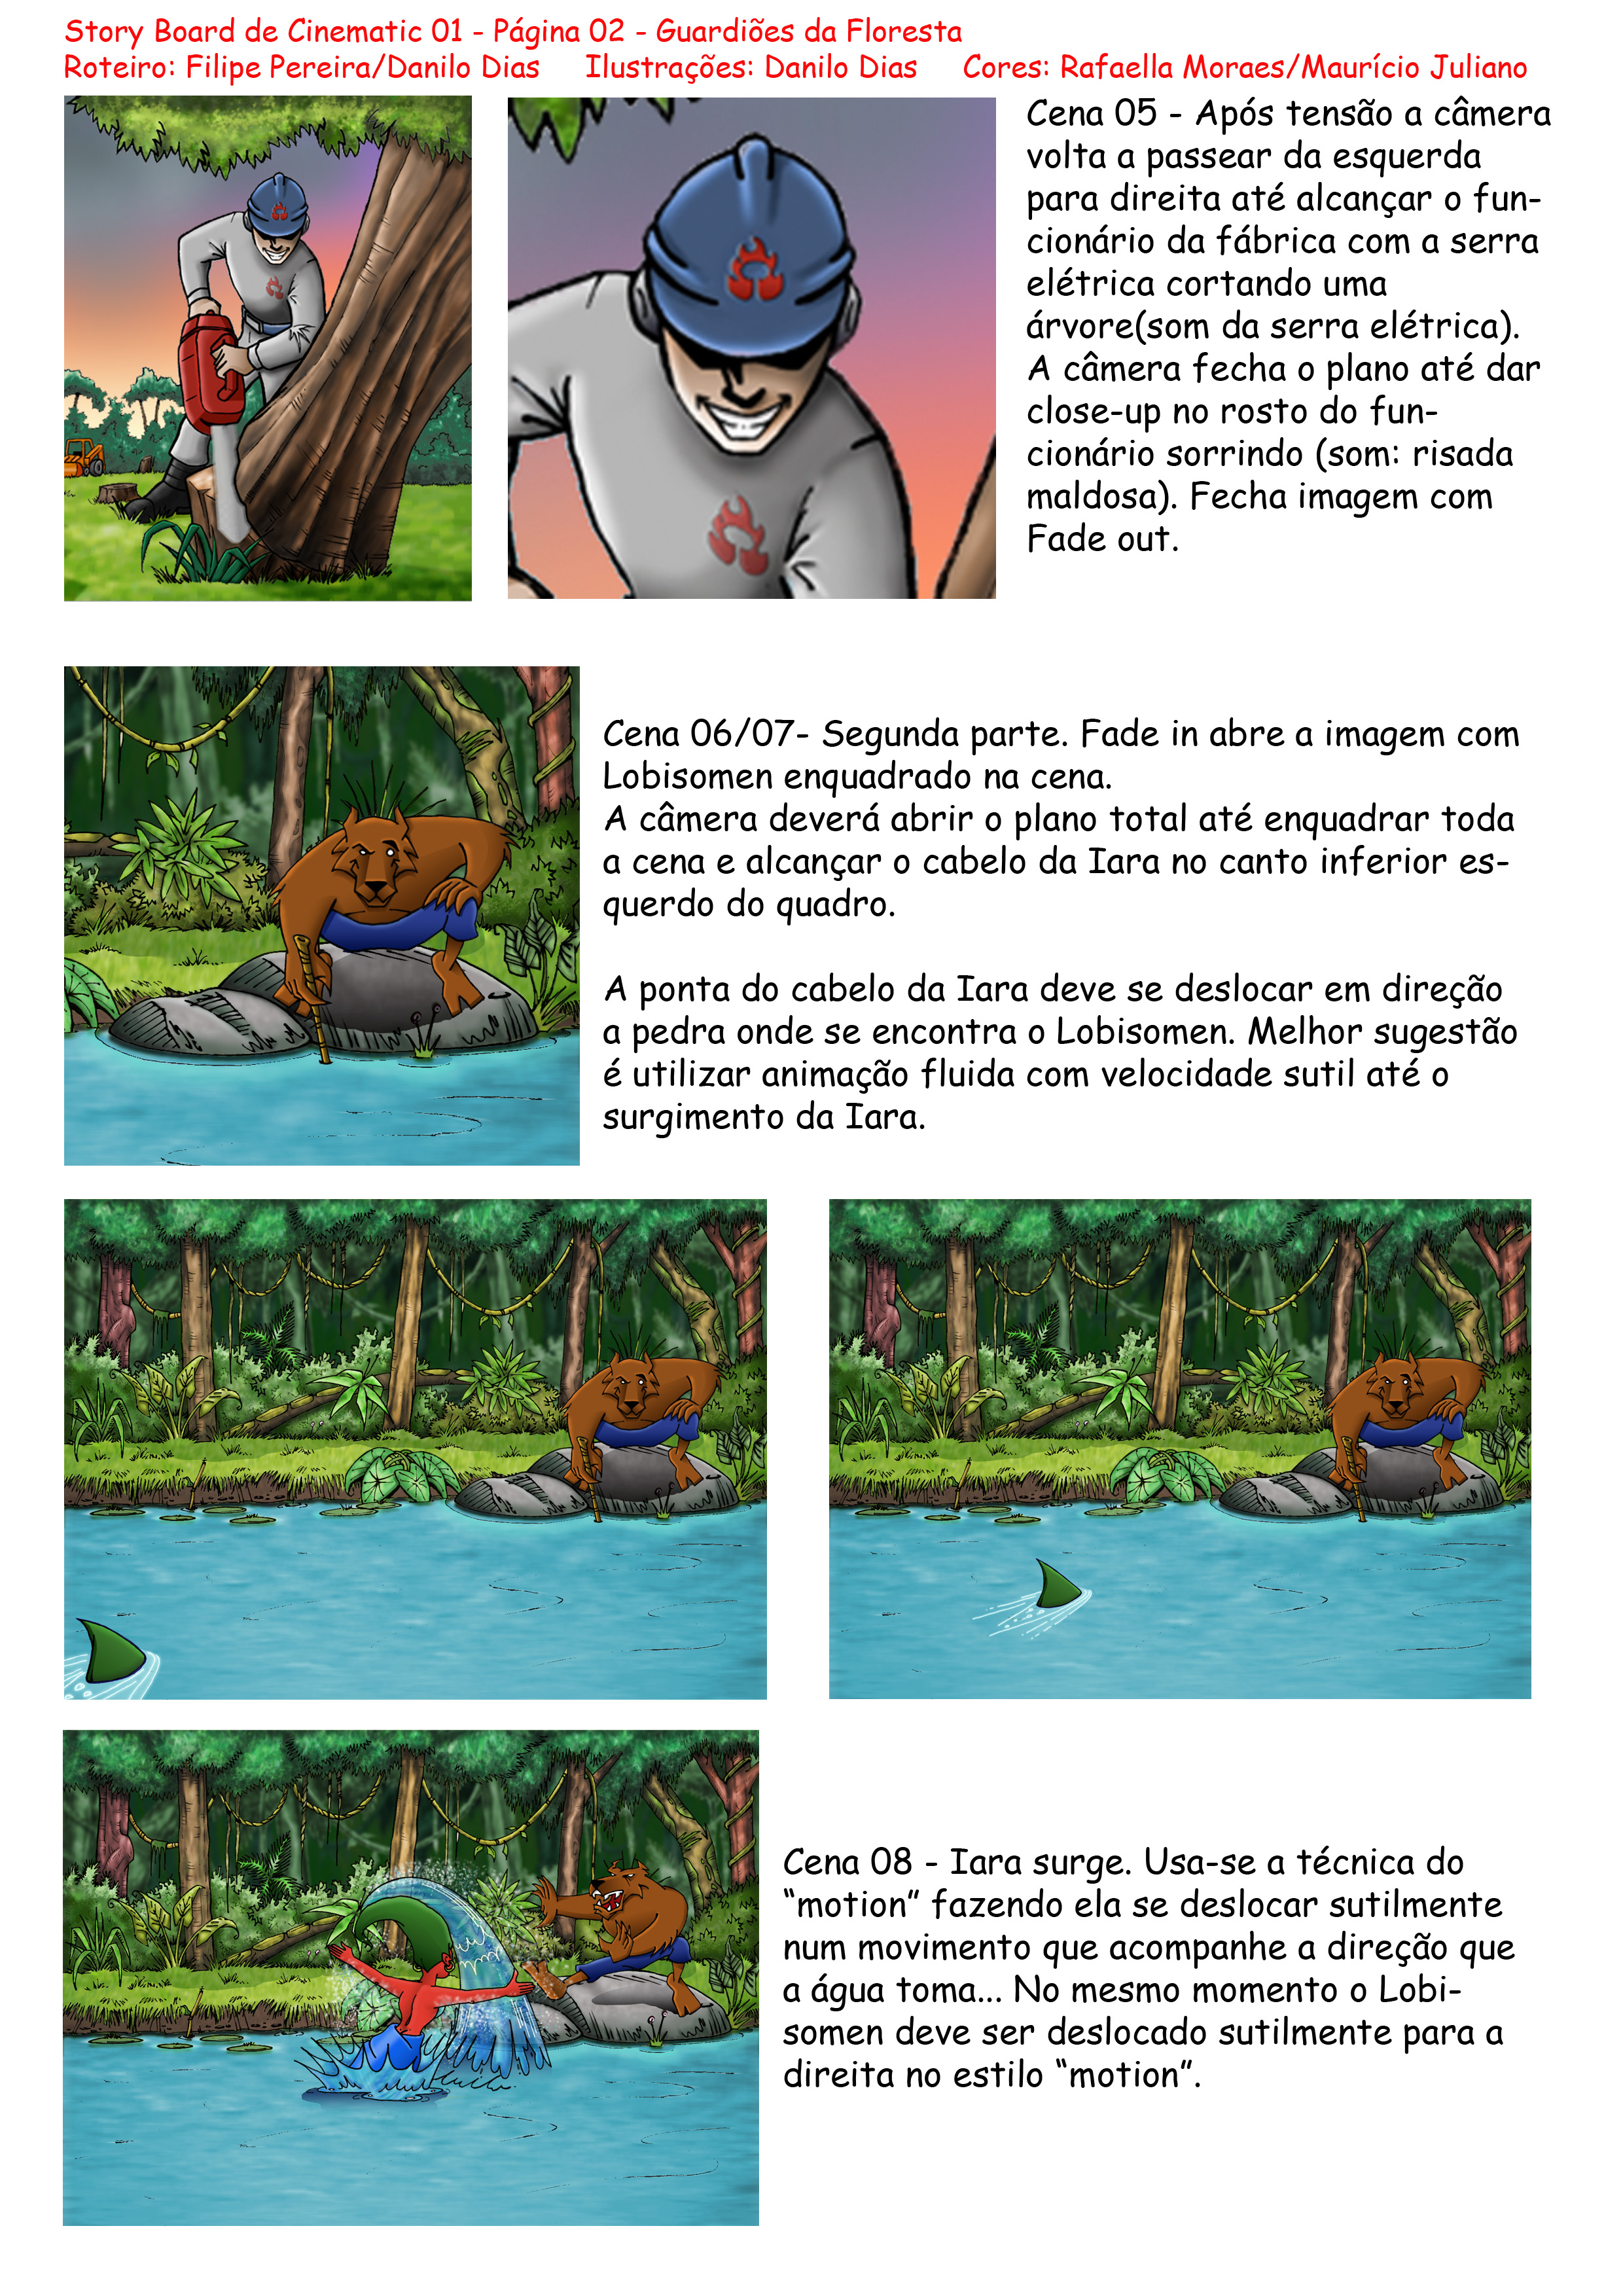 Story Board de Cinematic 01 - Página 02 - Guardiões da Floresta
Roteiro: Filipe Pereira/Danilo Dias Ilustrações: Danilo Dias Cores: Rafaella Moraes/Maurício Juliano
Cena 05 - Após tensão a câmera
volta a passear da esquerda
para direita até alcançar o fun-
cionário da fábrica com a serra
elétrica cortando uma
árvore(som da serra elétrica).
A câmera fecha o plano até dar
close-up no rosto do fun-
cionário sorrindo (som: risada
maldosa). Fecha imagem com
Fade out.
Cena 06/07- Segunda parte. Fade in abre a imagem com
Lobisomen enquadrado na cena.
A câmera deverá abrir o plano total até enquadrar toda
a cena e alcançar o cabelo da Iara no canto inferior es-
querdo do quadro.
A ponta do cabelo da Iara deve se deslocar em direção
a pedra onde se encontra o Lobisomen. Melhor sugestão
é utilizar animação fluida com velocidade sutil até o
surgimento da Iara.
Cena 08 - Iara surge. Usa-se a técnica do
“motion” fazendo ela se deslocar sutilmente
num movimento que acompanhe a direção que
a água toma... No mesmo momento o Lobi-
somen deve ser deslocado sutilmente para a
direita no estilo “motion”.